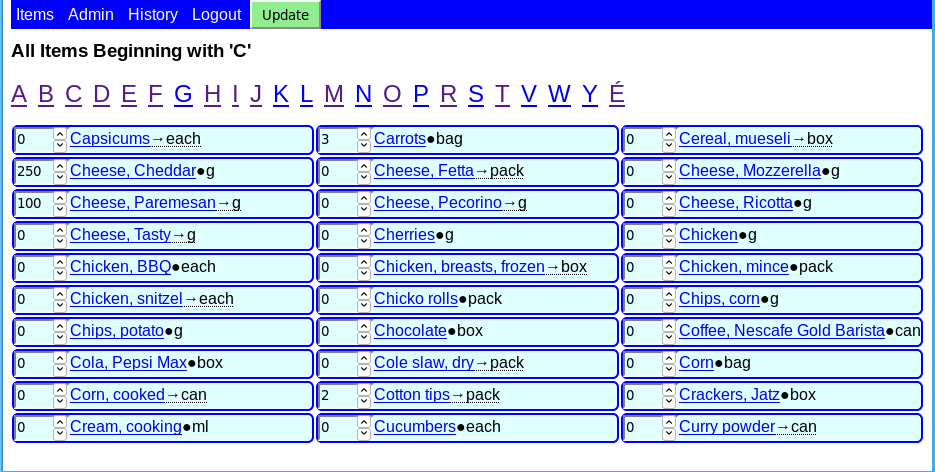 Items Admin History Logout Update
All Items Beginning with 'C'
A B C D E F G H I J K L M N O P R S T V W Y É
0 Capsicums→each 3 Carrots●bag 0 Cereal, mueseli→box
250 Cheese, Cheddar●g 0 Cheese, Fetta→pack 0 Cheese, Mozzerella●g
100 Cheese, Paremesan→g 0 Cheese, Pecorino→g 0 Cheese, Ricotta●g
0 Cheese, Tasty→g 0 Cherries●g 0 Chicken●g
0 Chicken, BBQ●each 0 Chicken, breasts, frozen→box 0 Chicken, mince●pack
0 Chicken, snitzel→each 0 Chicko rolls●pack 0 Chips, corn●g
0 Chips, potato●g 0 Chocolate●box 0 Coffee, Nescafe Gold Barista●can
0 Cola, Pepsi Max●box 0 Cole slaw, dry→pack 0 Corn●bag
0 Corn, cooked→can 2 Cotton tips→pack 0 Crackers, Jatz●box
0 Cream, cooking●ml 0 Cucumbers●each 0 Curry powder→can